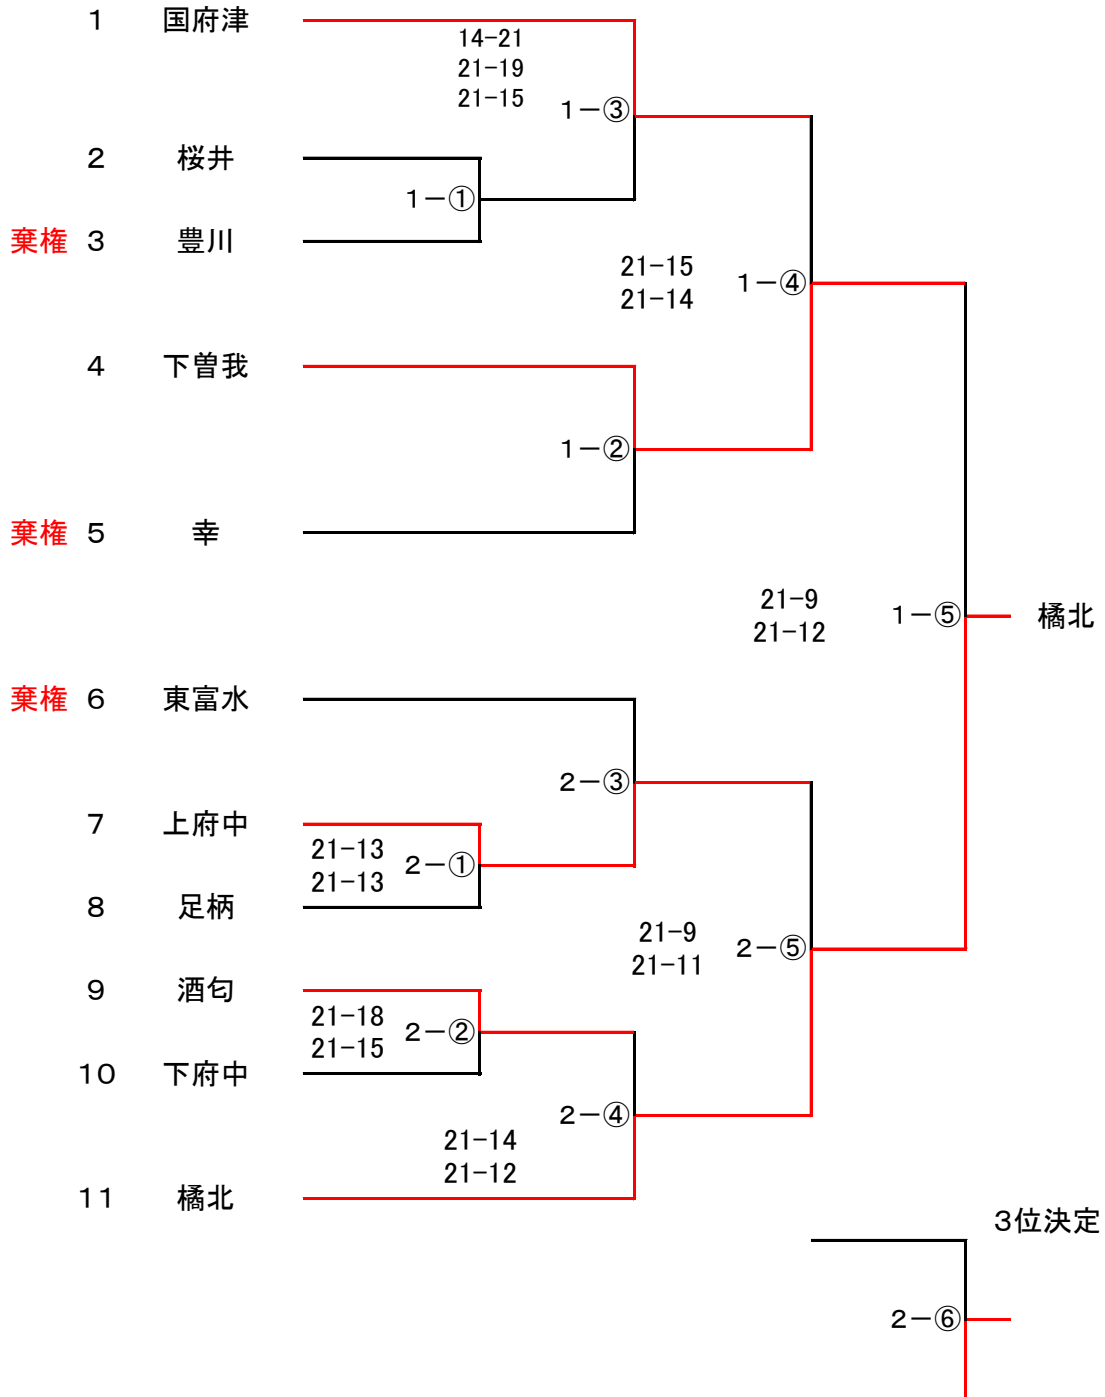 1 国府津
14-21
21-19
21-15
1-③
2 桜井
1-①
棄権 3 豊川
21-15
21-14
1-④
4 下曽我
1-②
棄権 5 幸
21-9
21-12
1-⑤
橘北
棄権 6 東富水
2-③
7 上府中
21-13
21-13
2-①
8 足柄
21-9
21-11
2-⑤
9 酒匂
21-18
21-15
2-②
10 下府中
2-④
21-14
21-12
11 橘北
3位決定
2-⑥